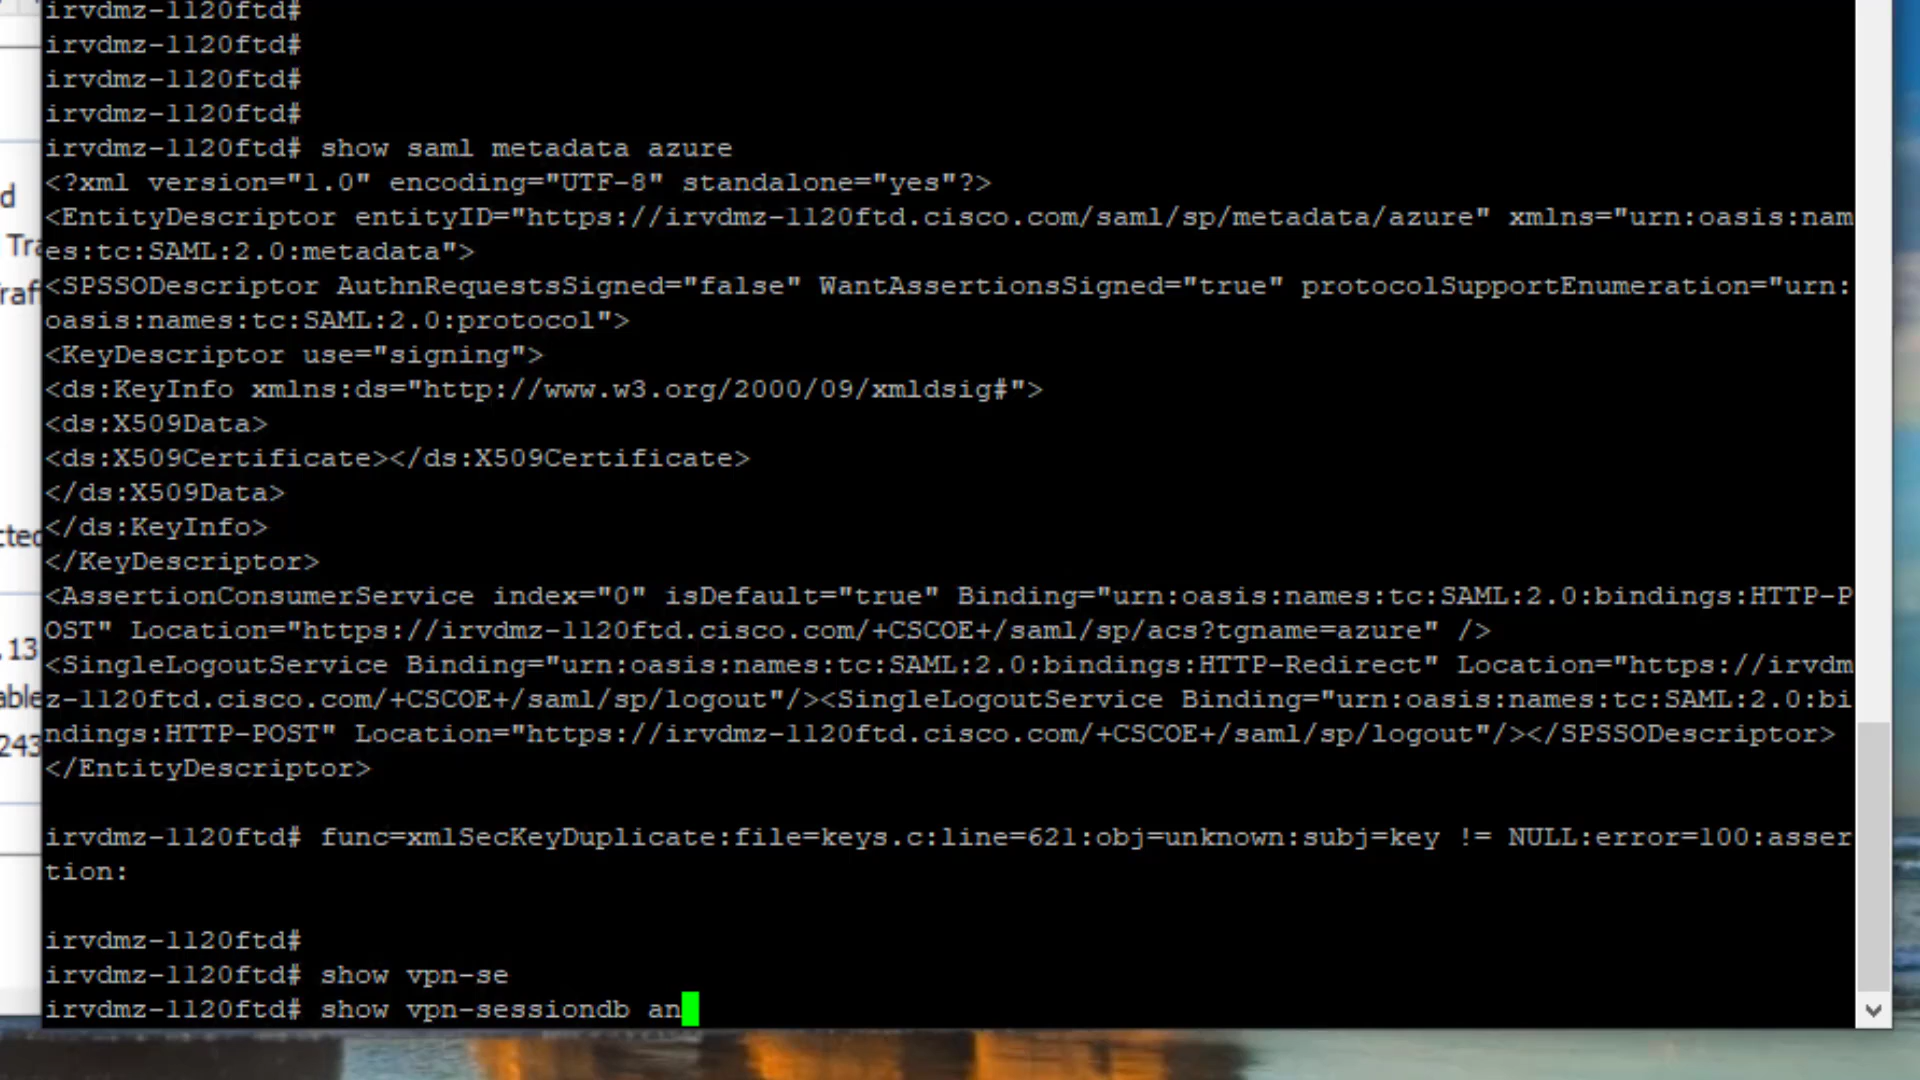 irvdmz-1120ftd#
irvdmz-1120ftd#
irvdmz-1120ftd#
irvdmz-1120ftd#
irvdmz-1120ftd# show saml metadata azure
<?xml version="1.0" encoding="UTF-8" standalone="yes"?>
<EntityDescriptor entityID="https://irvdmz-1120ftd.cisco.com/saml/sp/metadata/azure" xmlns="urn:oasis:nam
es:tc:SAML:2.0:metadata">
<SPSSODescriptor AuthnRequestsSigned="false" WantAssertionsSigned="true" protocolSupportEnumeration="urn:
oasis:names:tc:SAML:2.0:protocol">
<KeyDescriptor use="signing">
<ds:KeyInfo xmlns:ds="http://www.w3.org/2000/09/xmldsig#">
<ds:X509Data>
<ds:X509Certificate></ds:X509Certificate>
</ds:X509Data>
</ds:KeyInfo>
</KeyDescriptor>
<AssertionConsumerService index="0" isDefault="true" Binding="urn:oasis:names:tc:SAML:2.0:bindings:HTTP-P
OST" Location="https://irvdmz-1120ftd.cisco.com/+CSCOE+/saml/sp/acs?tgname=azure" />
<SingleLogoutService Binding="urn:oasis:names:tc:SAML:2.0:bindings:HTTP-Redirect" Location="https://irvdm
z-1120ftd.cisco.com/+CSCOE+/saml/sp/logout"/><SingleLogoutService Binding="urn:oasis:names:tc:SAML:2.0:bi
ndings:HTTP-POST" Location="https://irvdmz-1120ftd.cisco.com/+CSCOE+/saml/sp/logout"/></SPSSODescriptor>
</EntityDescriptor>
irvdmz-1120ftd# func=xmlSecKeyDuplicate:file=keys.c:line=621:obj=unknown:subj=key != NULL:error=100:asser
tion:
irvdmz-1120ftd#
irvdmz-1120ftd# show vpn-se
irvdmz-1120ftd# show vpn-sessiondb an